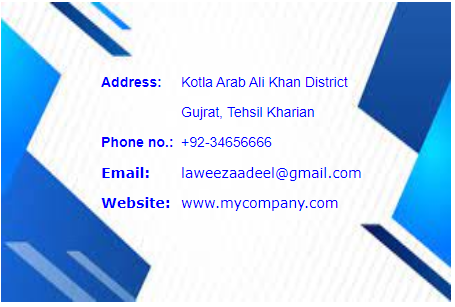 Address: Kotla Arab Ali Khan District
Gujrat, Tehsil Kharian
Phone no.: +92-34656666
Email: laweezaadeel@gmail.com
Website: www.mycompany.com